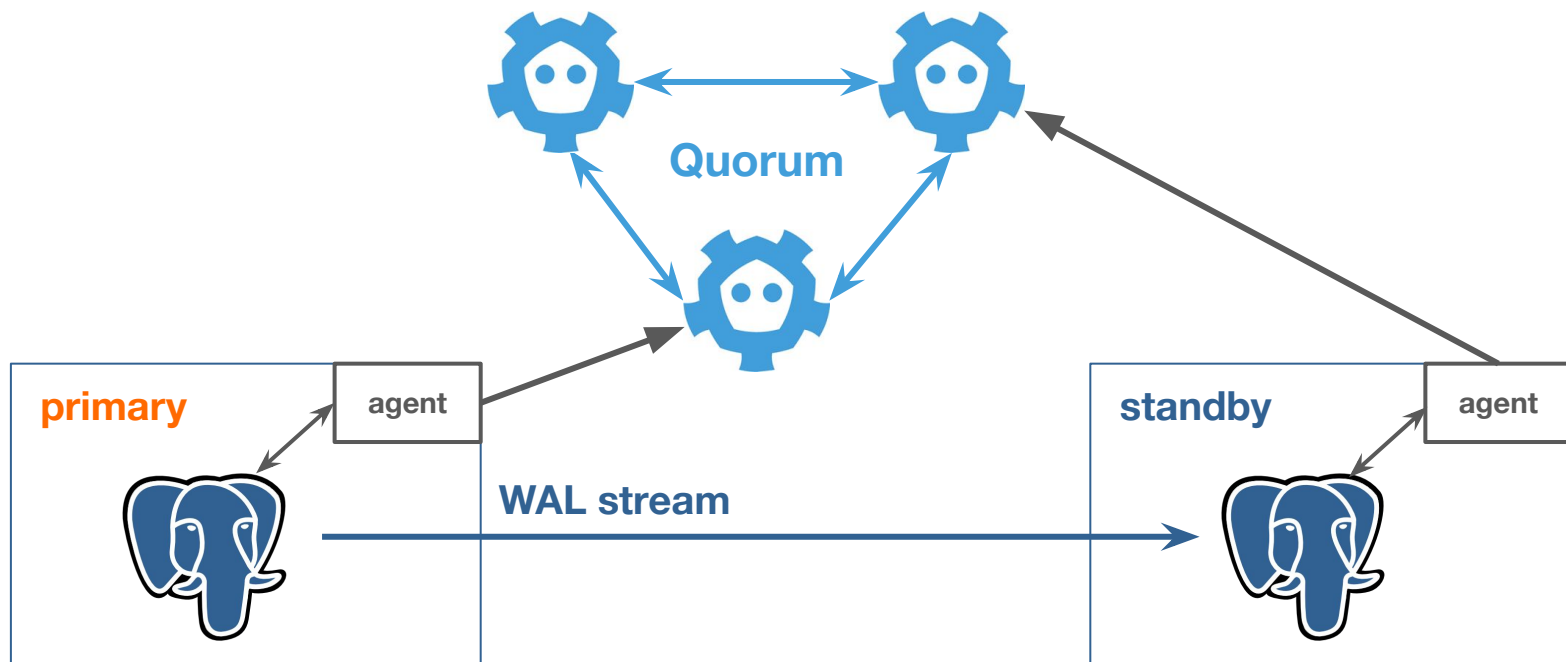 Quorum
primary
agent
standby
agent
WAL stream